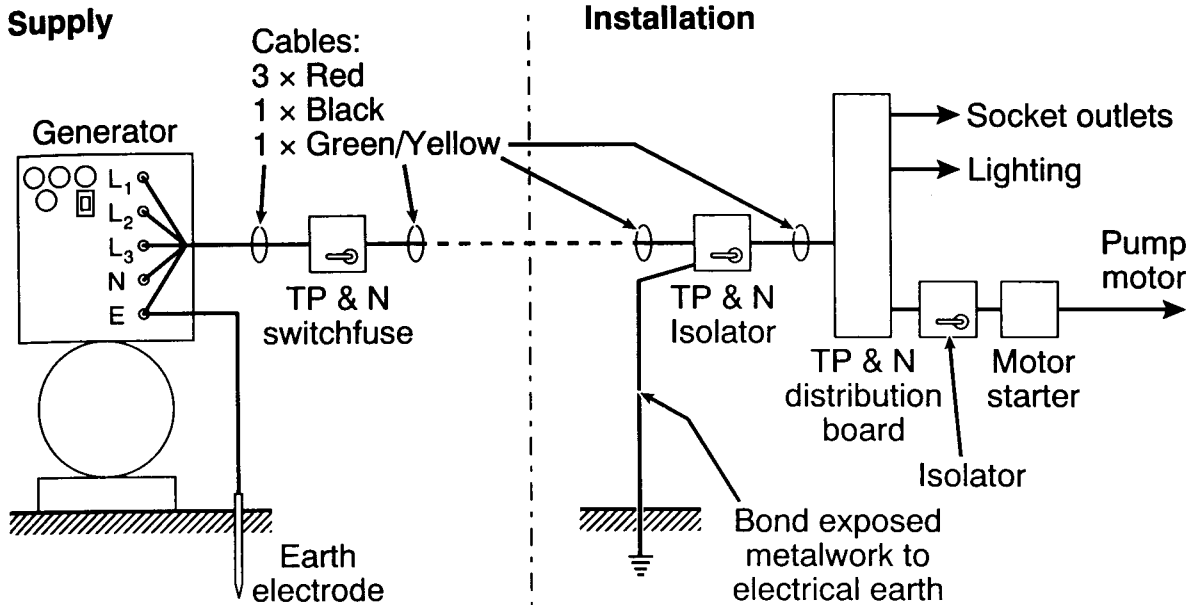 Supply
Installation
Cables:
3 × Red
1 × Black
1 × Green/Yellow
Generator
L₁
L₂
L₃
N
E
TP & N
switchfuse
TP & N
Isolator
Socket outlets
Lighting
Pump
motor
TP & N
distribution
board
Motor
starter
Isolator
Earth
electrode
Bond exposed
metalwork to
electrical earth